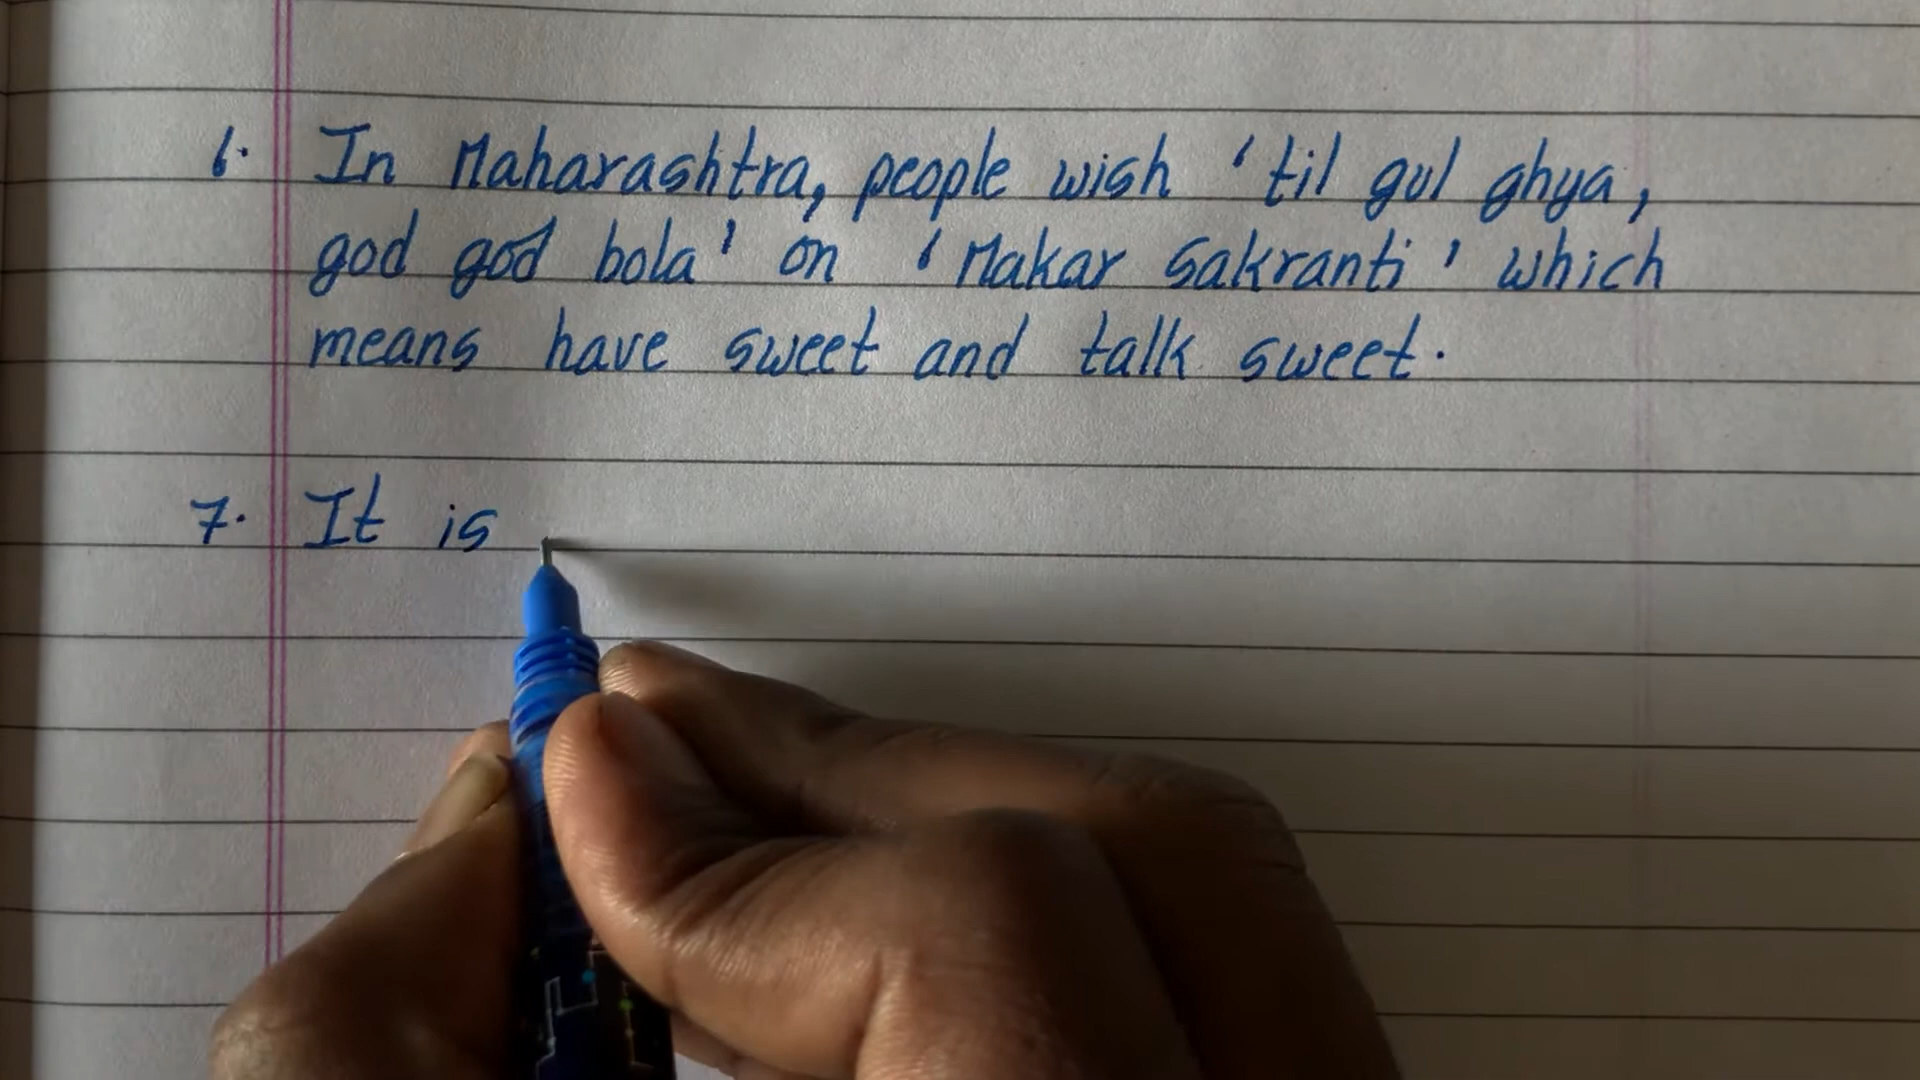 6. In Maharashtra, people wish 'til gul ghya,
god god bola' on 'Makar Sakranti' which
means have sweet and talk sweet.
7. It is